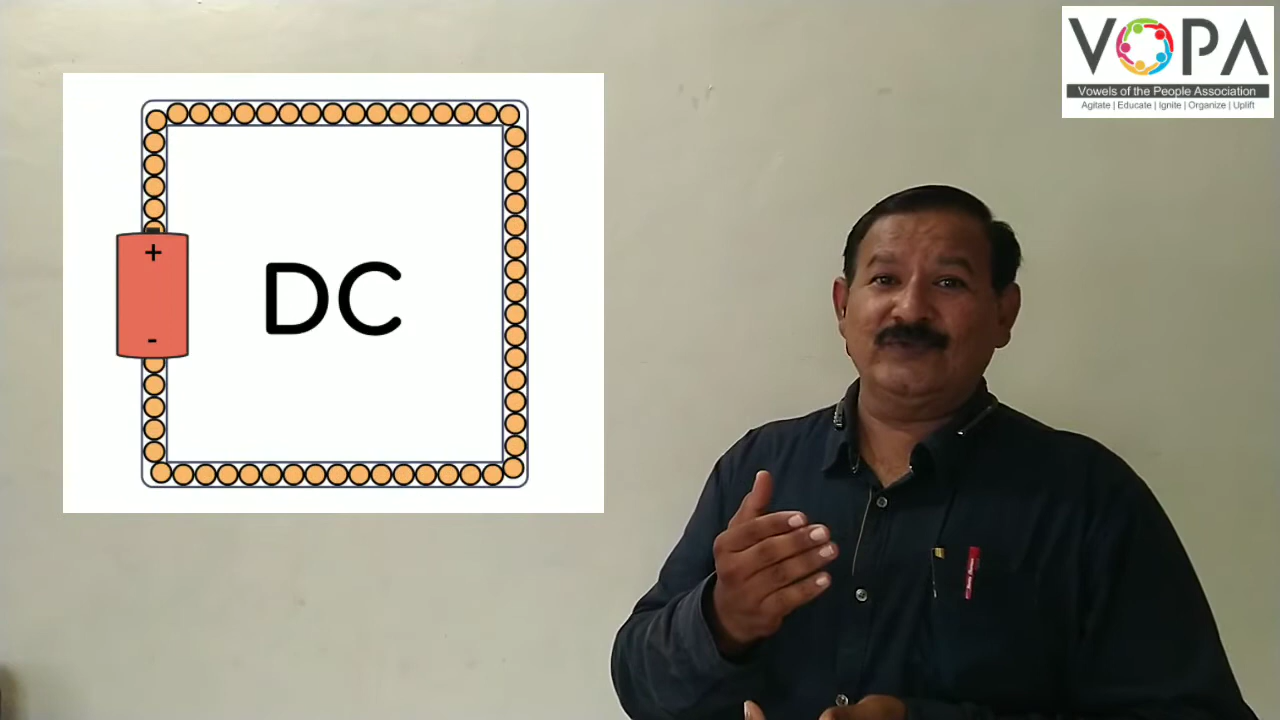 VOPA
Vowels of the People Association
Agitate | Educate | Ignite | Organize | Uplift
+
DC
-